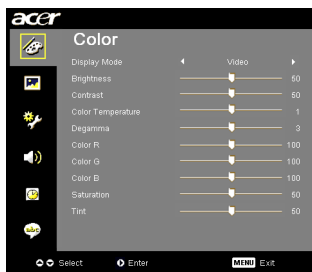 acer
Color
Display Mode Video
Brightness 50
Contrast 50
Color Temperature 1
Degamma 3
Color R 100
Color G 100
Color B 100
Saturation 50
Tint 50
abc
Select Enter MENU Exit